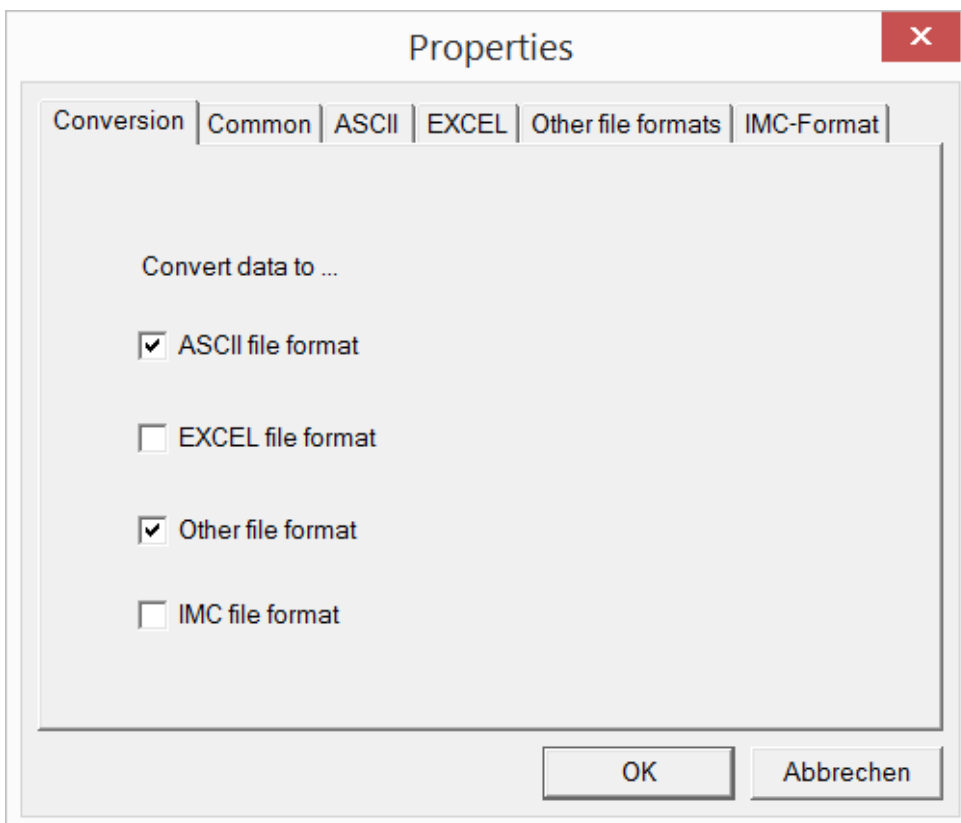 Properties
Conversion Common ASCII EXCEL Other file formats IMC-Format
Convert data to ...
ASCII file format
EXCEL file format
Other file format
IMC file format
OK Abbrechen